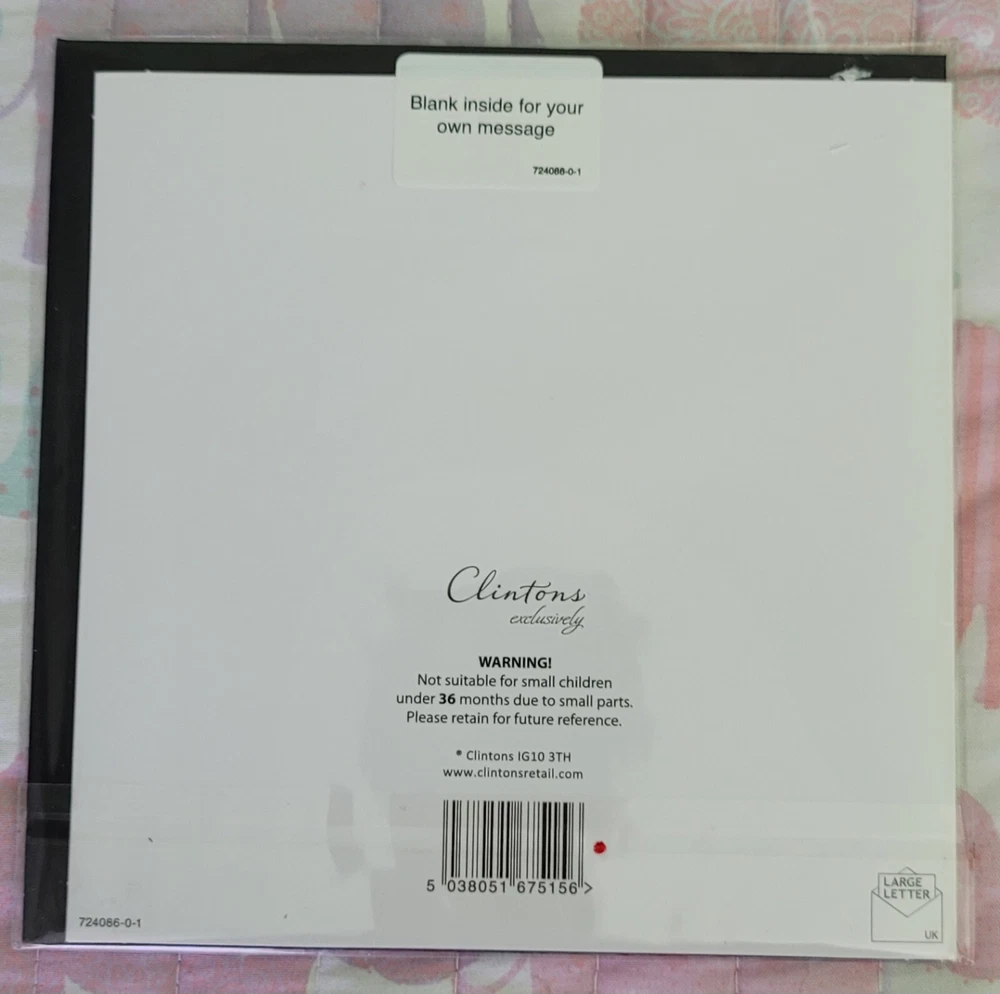 Blank inside for your
own message
724086-0-1
Clintons
exclusively
WARNING!
Not suitable for small children
under 36 months due to small parts.
Please retain for future reference.
® Clintons IG10 3TH
www.clintonsretail.com
5 038051 675156 >
724086-0-1
LARGE
LETTER
UK